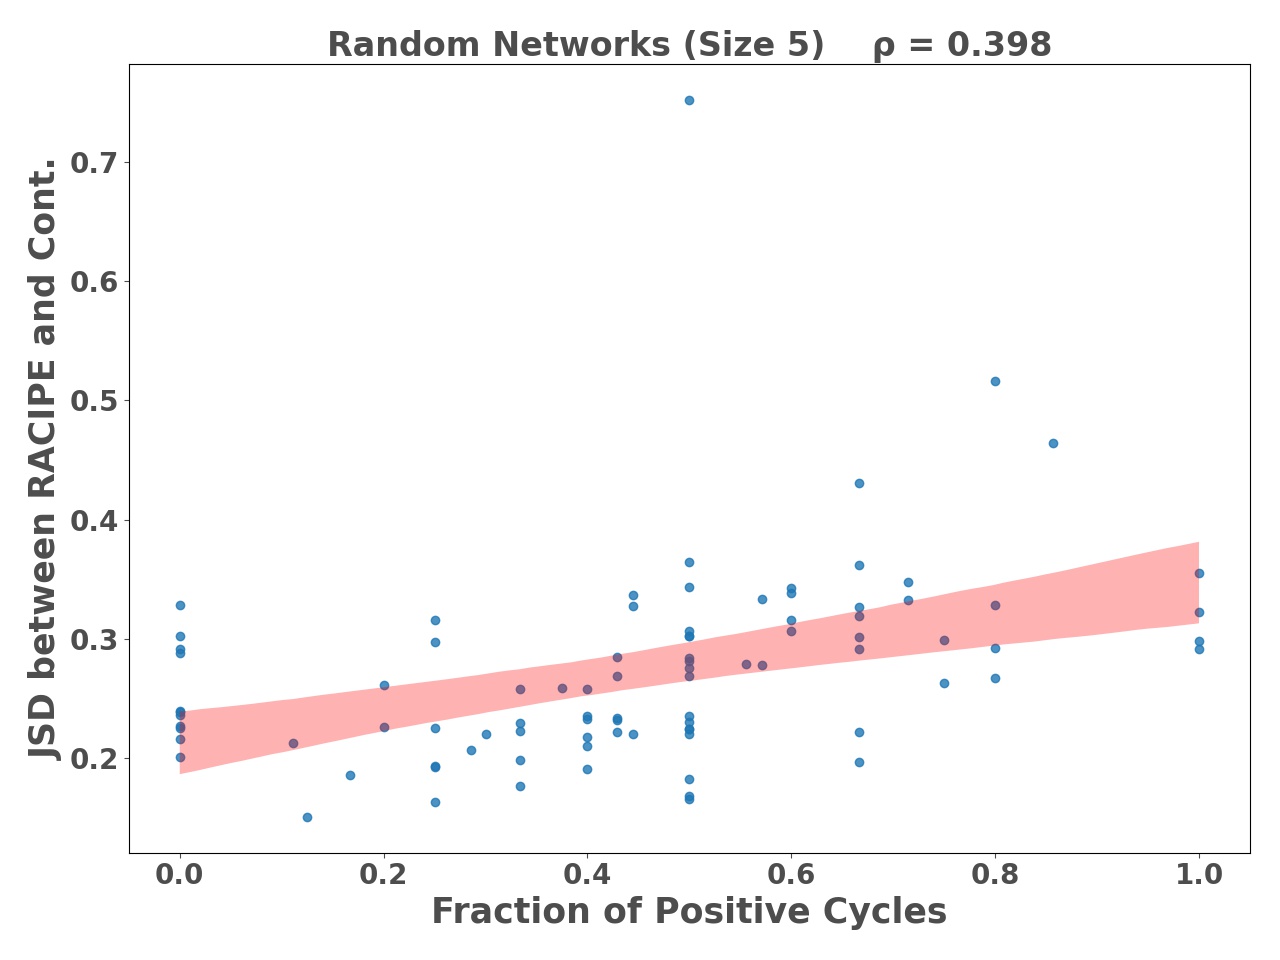 Random Networks (Size 5)    ρ = 0.398
JSD between RACIPE and Cont.
0.7
0.6
0.5
0.4
0.3
0.2
0.0 0.2 0.4 0.6 0.8 1.0
Fraction of Positive Cycles